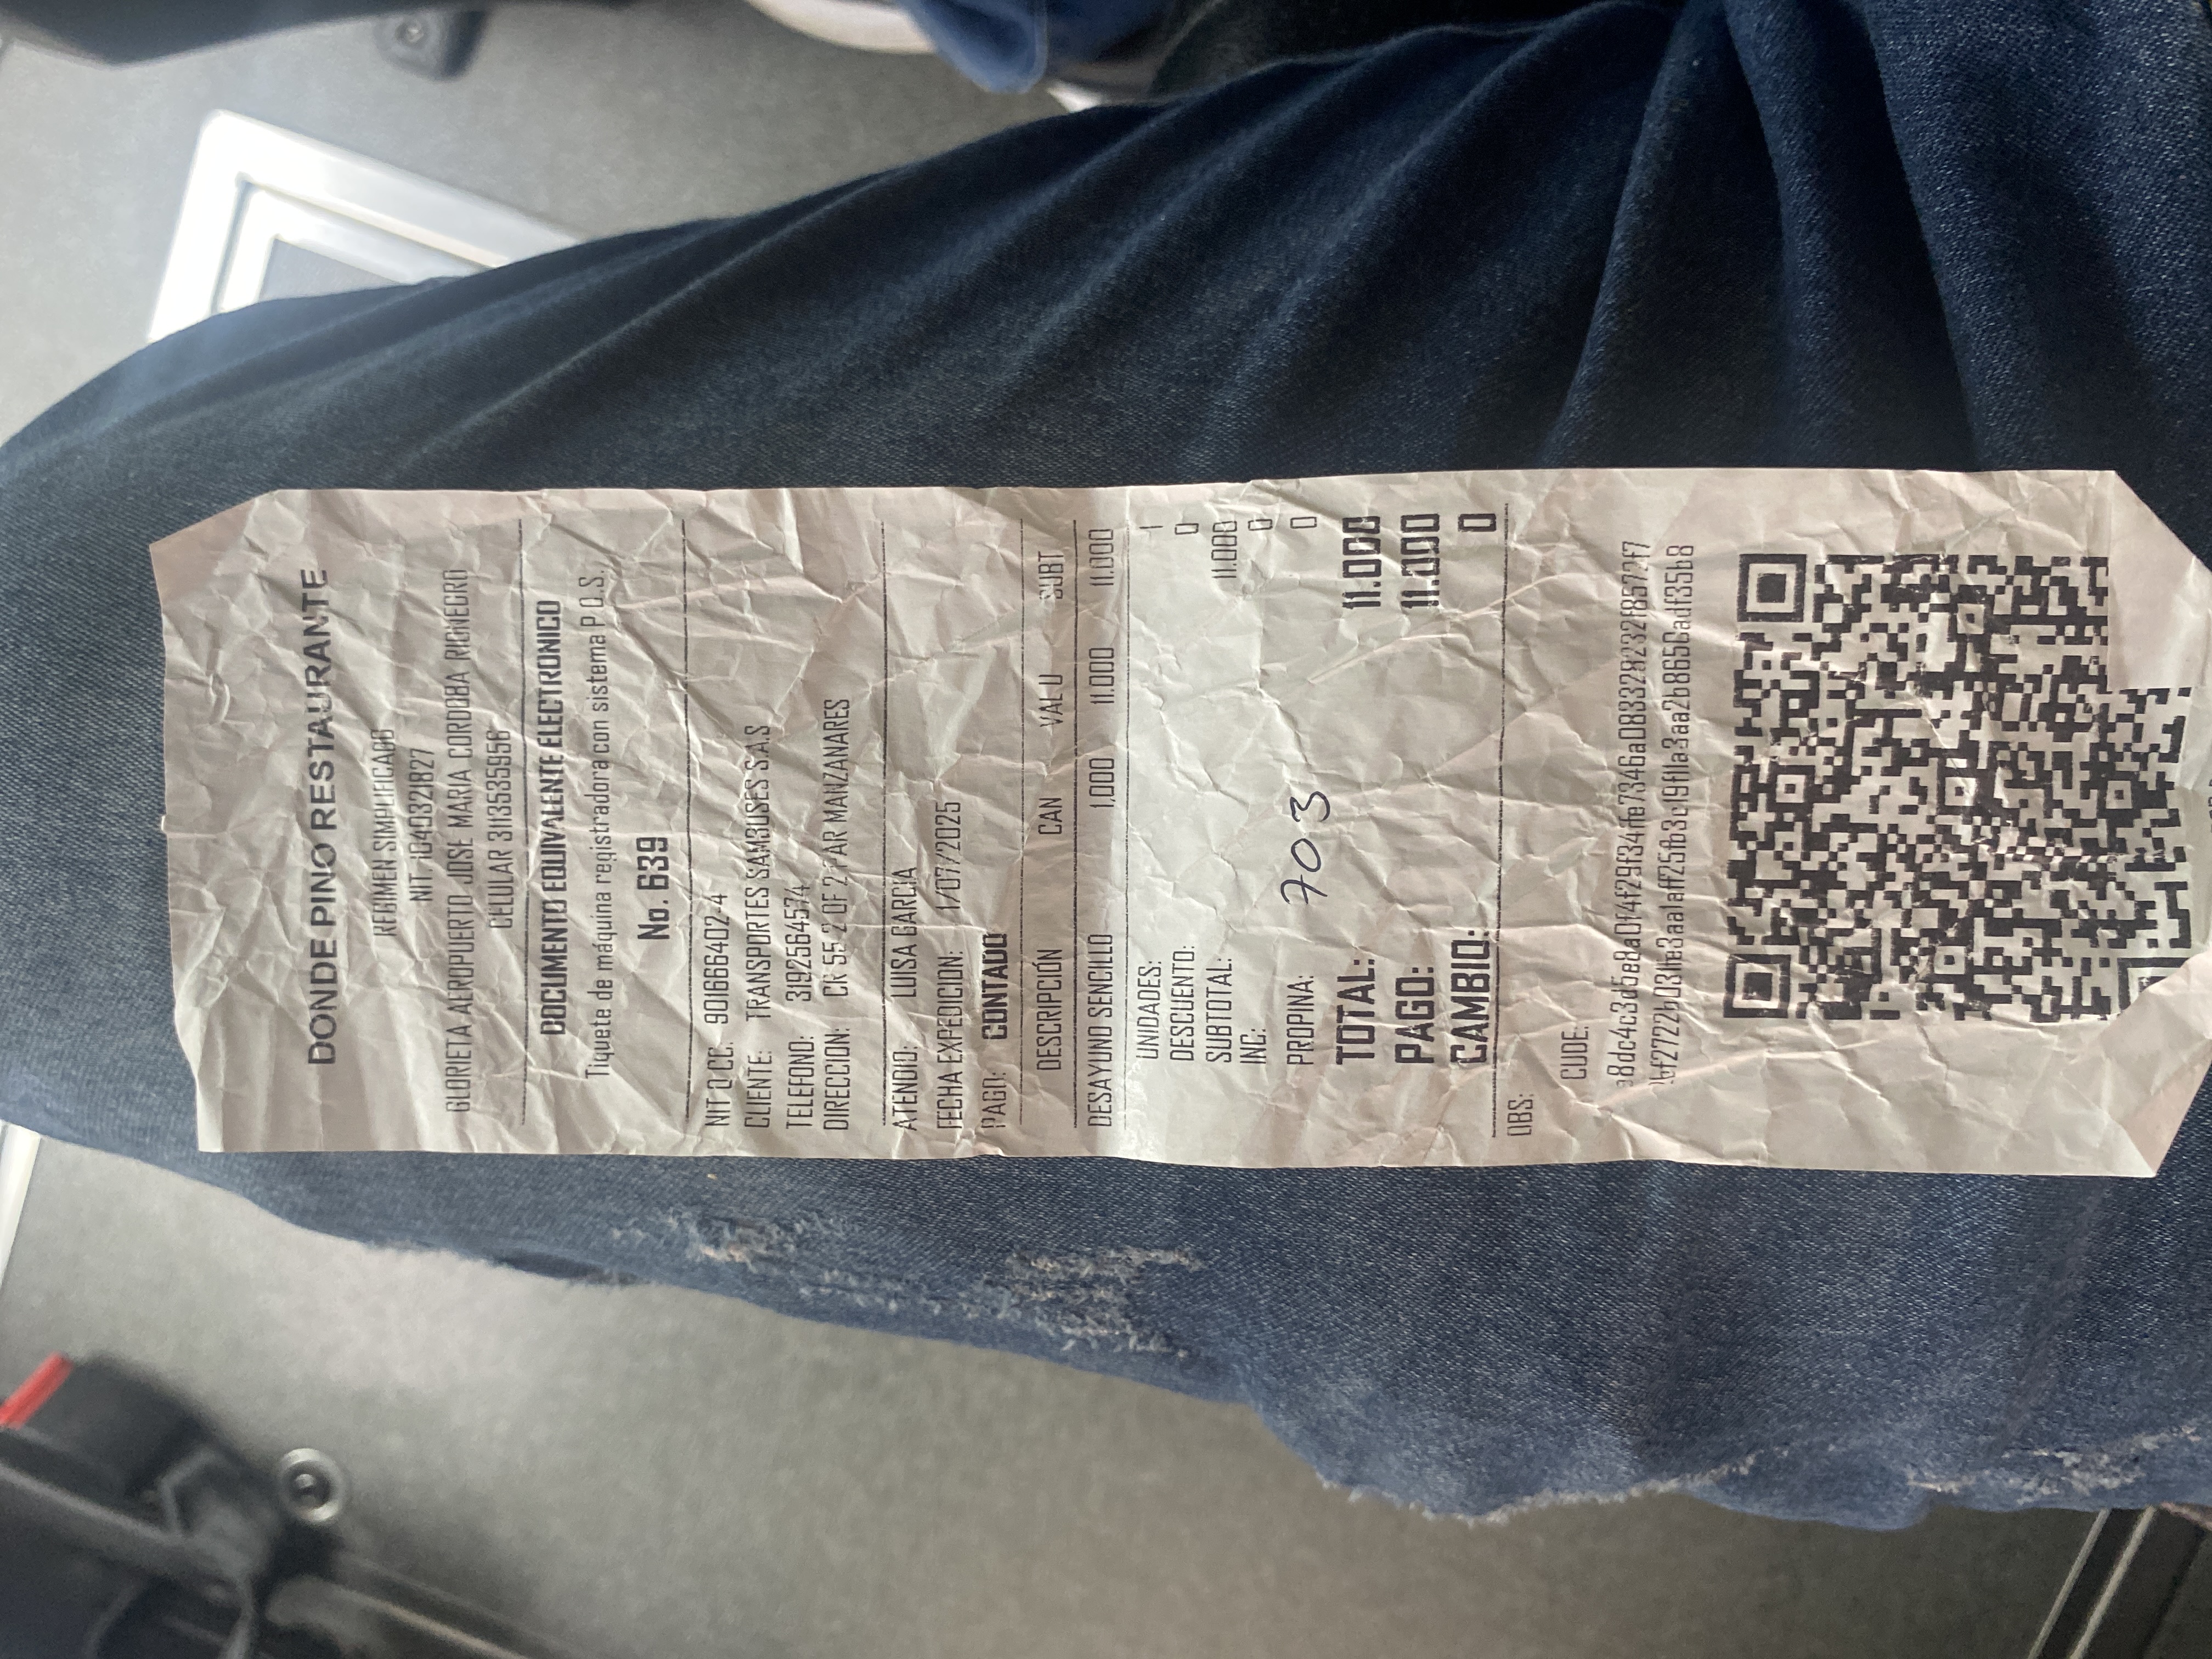 DONDE PINO RESTAURANTE
REGIMEN SIMPLIFICADO
NIT. 1040321827
GLORIETA AEROPUERTO JOSE MARIA CORDOBA RIONEGRO
CELULAR 3113535956
DOCUMENTO EQUIVALENTE ELECTRONICO
Tiquete de máquina registradora con sistema P.O.S.
No. 639
NIT O CC. 901666402-4
CLIENTE: TRANSPORTES SAMBUSES S.A.S
TELEFONO: 3192564574
DIRECCION: CR 55 2 OF 2 PAR MANZANARES
ATENDIO: LUISA GARCIA
FECHA EXPEDICION: 1/07/2025
PAGO: CONTADO
DESCRIPCIÓN CAN VAL U SUBT
DESAYUNO SENCILLO 1,000 11.000 11.000
UNIDADES: 1
DESCUENTO: 0
SUBTOTAL: 11.000
INC: 0
PROPINA: 0
703
TOTAL: 11.000
PAGO: 11.000
CAMBIO: 0
OBS:
CUDE: